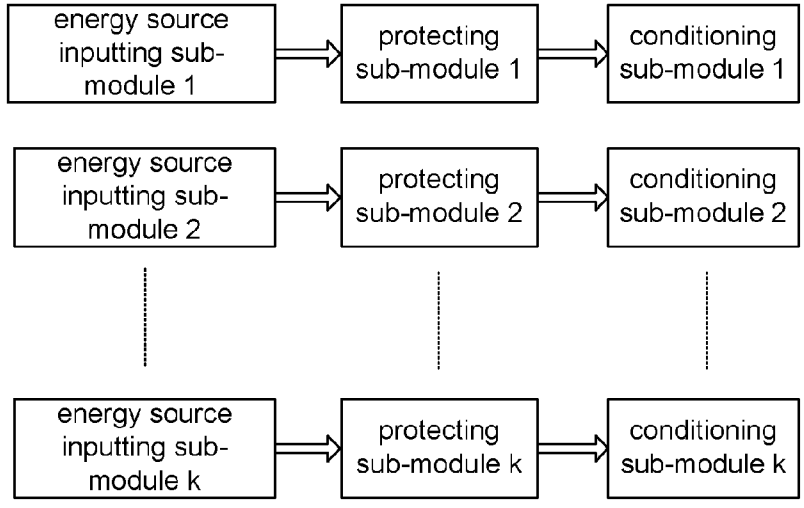 energy source
inputting sub-
module 1
protecting
sub-module 1
conditioning
sub-module 1
energy source
inputting sub-
module 2
protecting
sub-module 2
conditioning
sub-module 2
energy source
inputting sub-
module k
protecting
sub-module k
conditioning
sub-module k